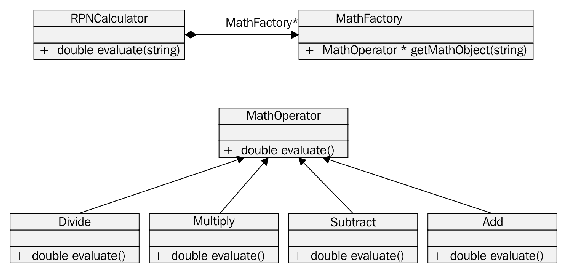 RPNCalculator
MathFactory*
MathFactory
+ double evaluate(string)
+ MathOperator * getMathObject(string)
MathOperator
+ double evaluate()
Divide
Multiply
Subtract
Add
+ double evaluate()
+ double evaluate()
+ double evaluate()
+ double evaluate()